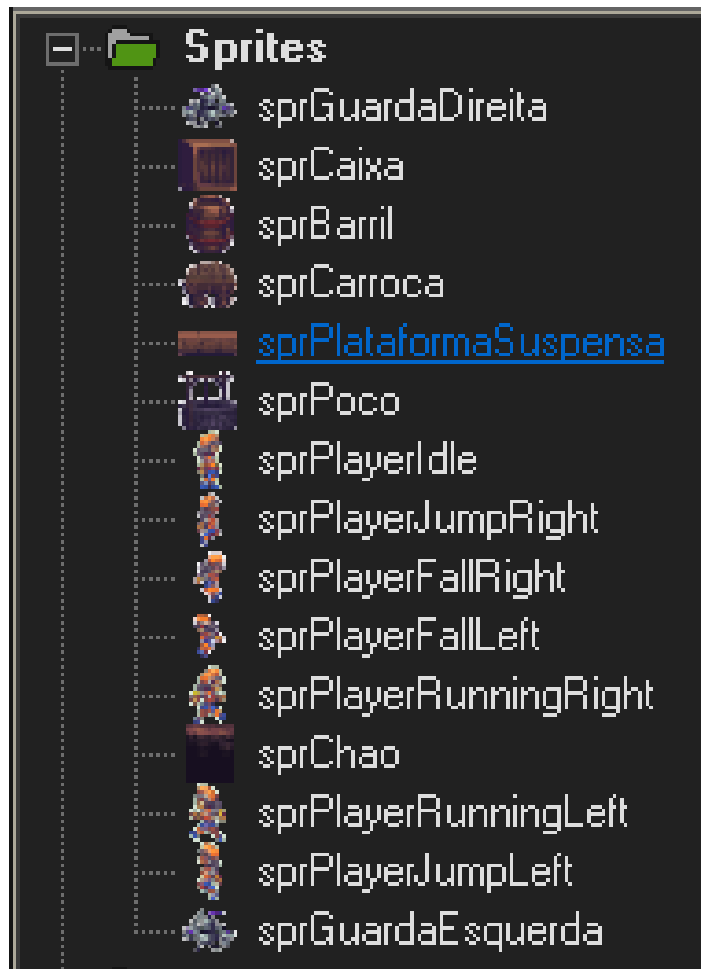 Sprites
sprGuardaDireita
sprCaixa
sprBarril
sprCarroca
sprPlataformaSuspensa
sprPoco
sprPlayerIdle
sprPlayerJumpRight
sprPlayerFallRight
sprPlayerFallLeft
sprPlayerRunningRight
sprChao
sprPlayerRunningLeft
sprPlayerJumpLeft
sprGuardaEsquerda